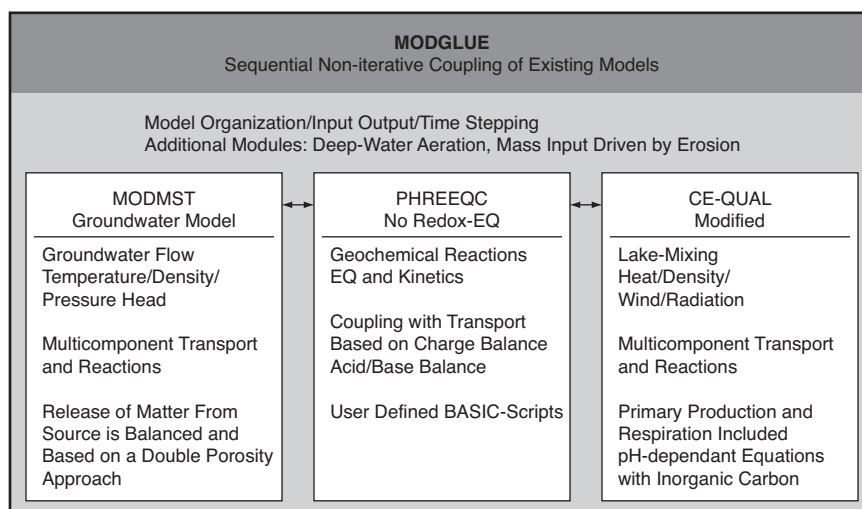 MODGLUE
Sequential Non-iterative Coupling of Existing Models
Model Organization/Input Output/Time Stepping
Additional Modules: Deep-Water Aeration, Mass Input Driven by Erosion
MODMST
Groundwater Model
Groundwater Flow
Temperature/Density/
Pressure Head
Multicomponent Transport
and Reactions
Release of Matter From
Source is Balanced and
Based on a Double Porosity
Approach
PHREEQC
No Redox-EQ
Geochemical Reactions
EQ and Kinetics
Coupling with Transport
Based on Charge Balance
Acid/Base Balance
User Defined BASIC-Scripts
CE-QUAL
Modified
Lake-Mixing
Heat/Density/
Wind/Radiation
Multicomponent Transport
and Reactions
Primary Production and
Respiration Included
pH-dependant Equations
with Inorganic Carbon